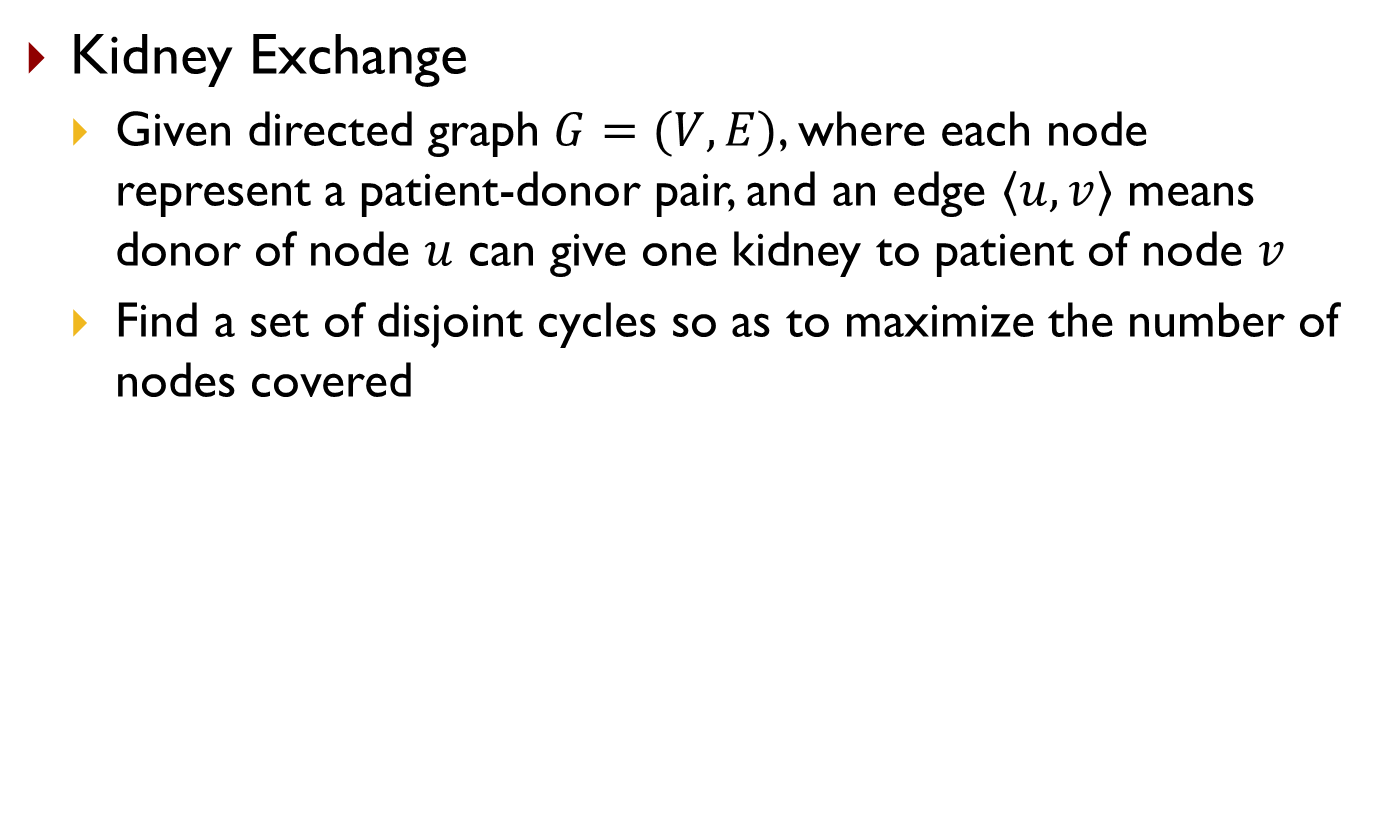 Kidney Exchange
Given directed graph 𝐺 = (𝑉, 𝐸), where each node
represent a patient-donor pair, and an edge ⟨𝑢, 𝑣⟩ means
donor of node 𝑢 can give one kidney to patient of node 𝑣
Find a set of disjoint cycles so as to maximize the number of
nodes covered